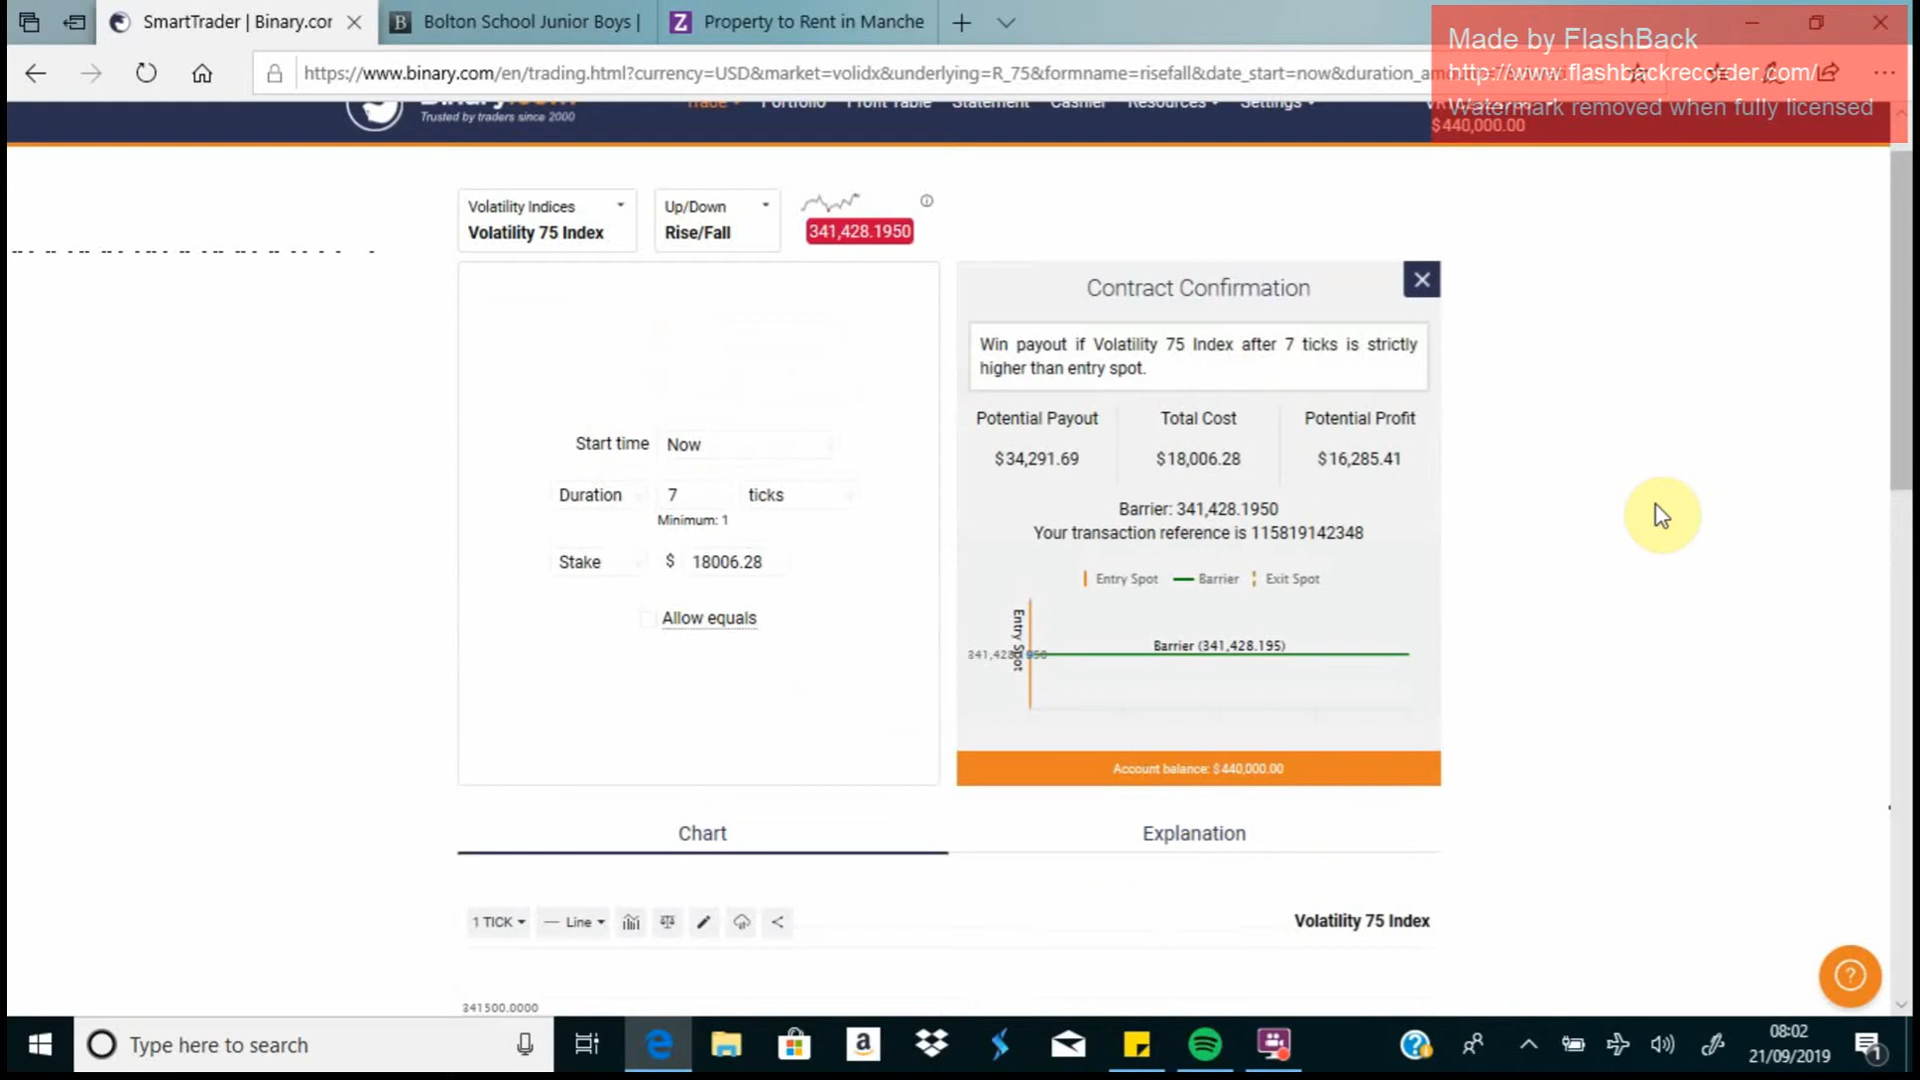 SmartTrader | Binary.cor
Bolton School Junior Boys |
Property to Rent in Manche
Made by FlashBack
http://www.flashbackrecorder.com/
Watermark removed when fully licensed
https://www.binary.com/en/trading.html?currency=USD&market=volidx&underlying=R_75&formname=risefall&date_start=now&duration_am
Trusted by traders since 2000
Trade
Portfolio
Profit Table
Statement
Cashier
Resources
Settings
$440,000.00
Volatility Indices
Volatility 75 Index
Up/Down
Rise/Fall
341,428.1950
Start time Now
Duration 7 ticks
Minimum: 1
Stake $ 18006.28
Allow equals
Contract Confirmation
Win payout if Volatility 75 Index after 7 ticks is strictly
higher than entry spot.
Potential Payout Total Cost Potential Profit
$34,291.69 $18,006.28 $16,285.41
Barrier: 341,428.1950
Your transaction reference is 115819142348
Entry Spot Barrier Exit Spot
Entry Spot
Barrier (341,428.195)
Account balance: $440,000.00
Chart
Explanation
1 TICK
Line
Volatility 75 Index
341500.0000
Type here to search
08:02
21/09/2019
1